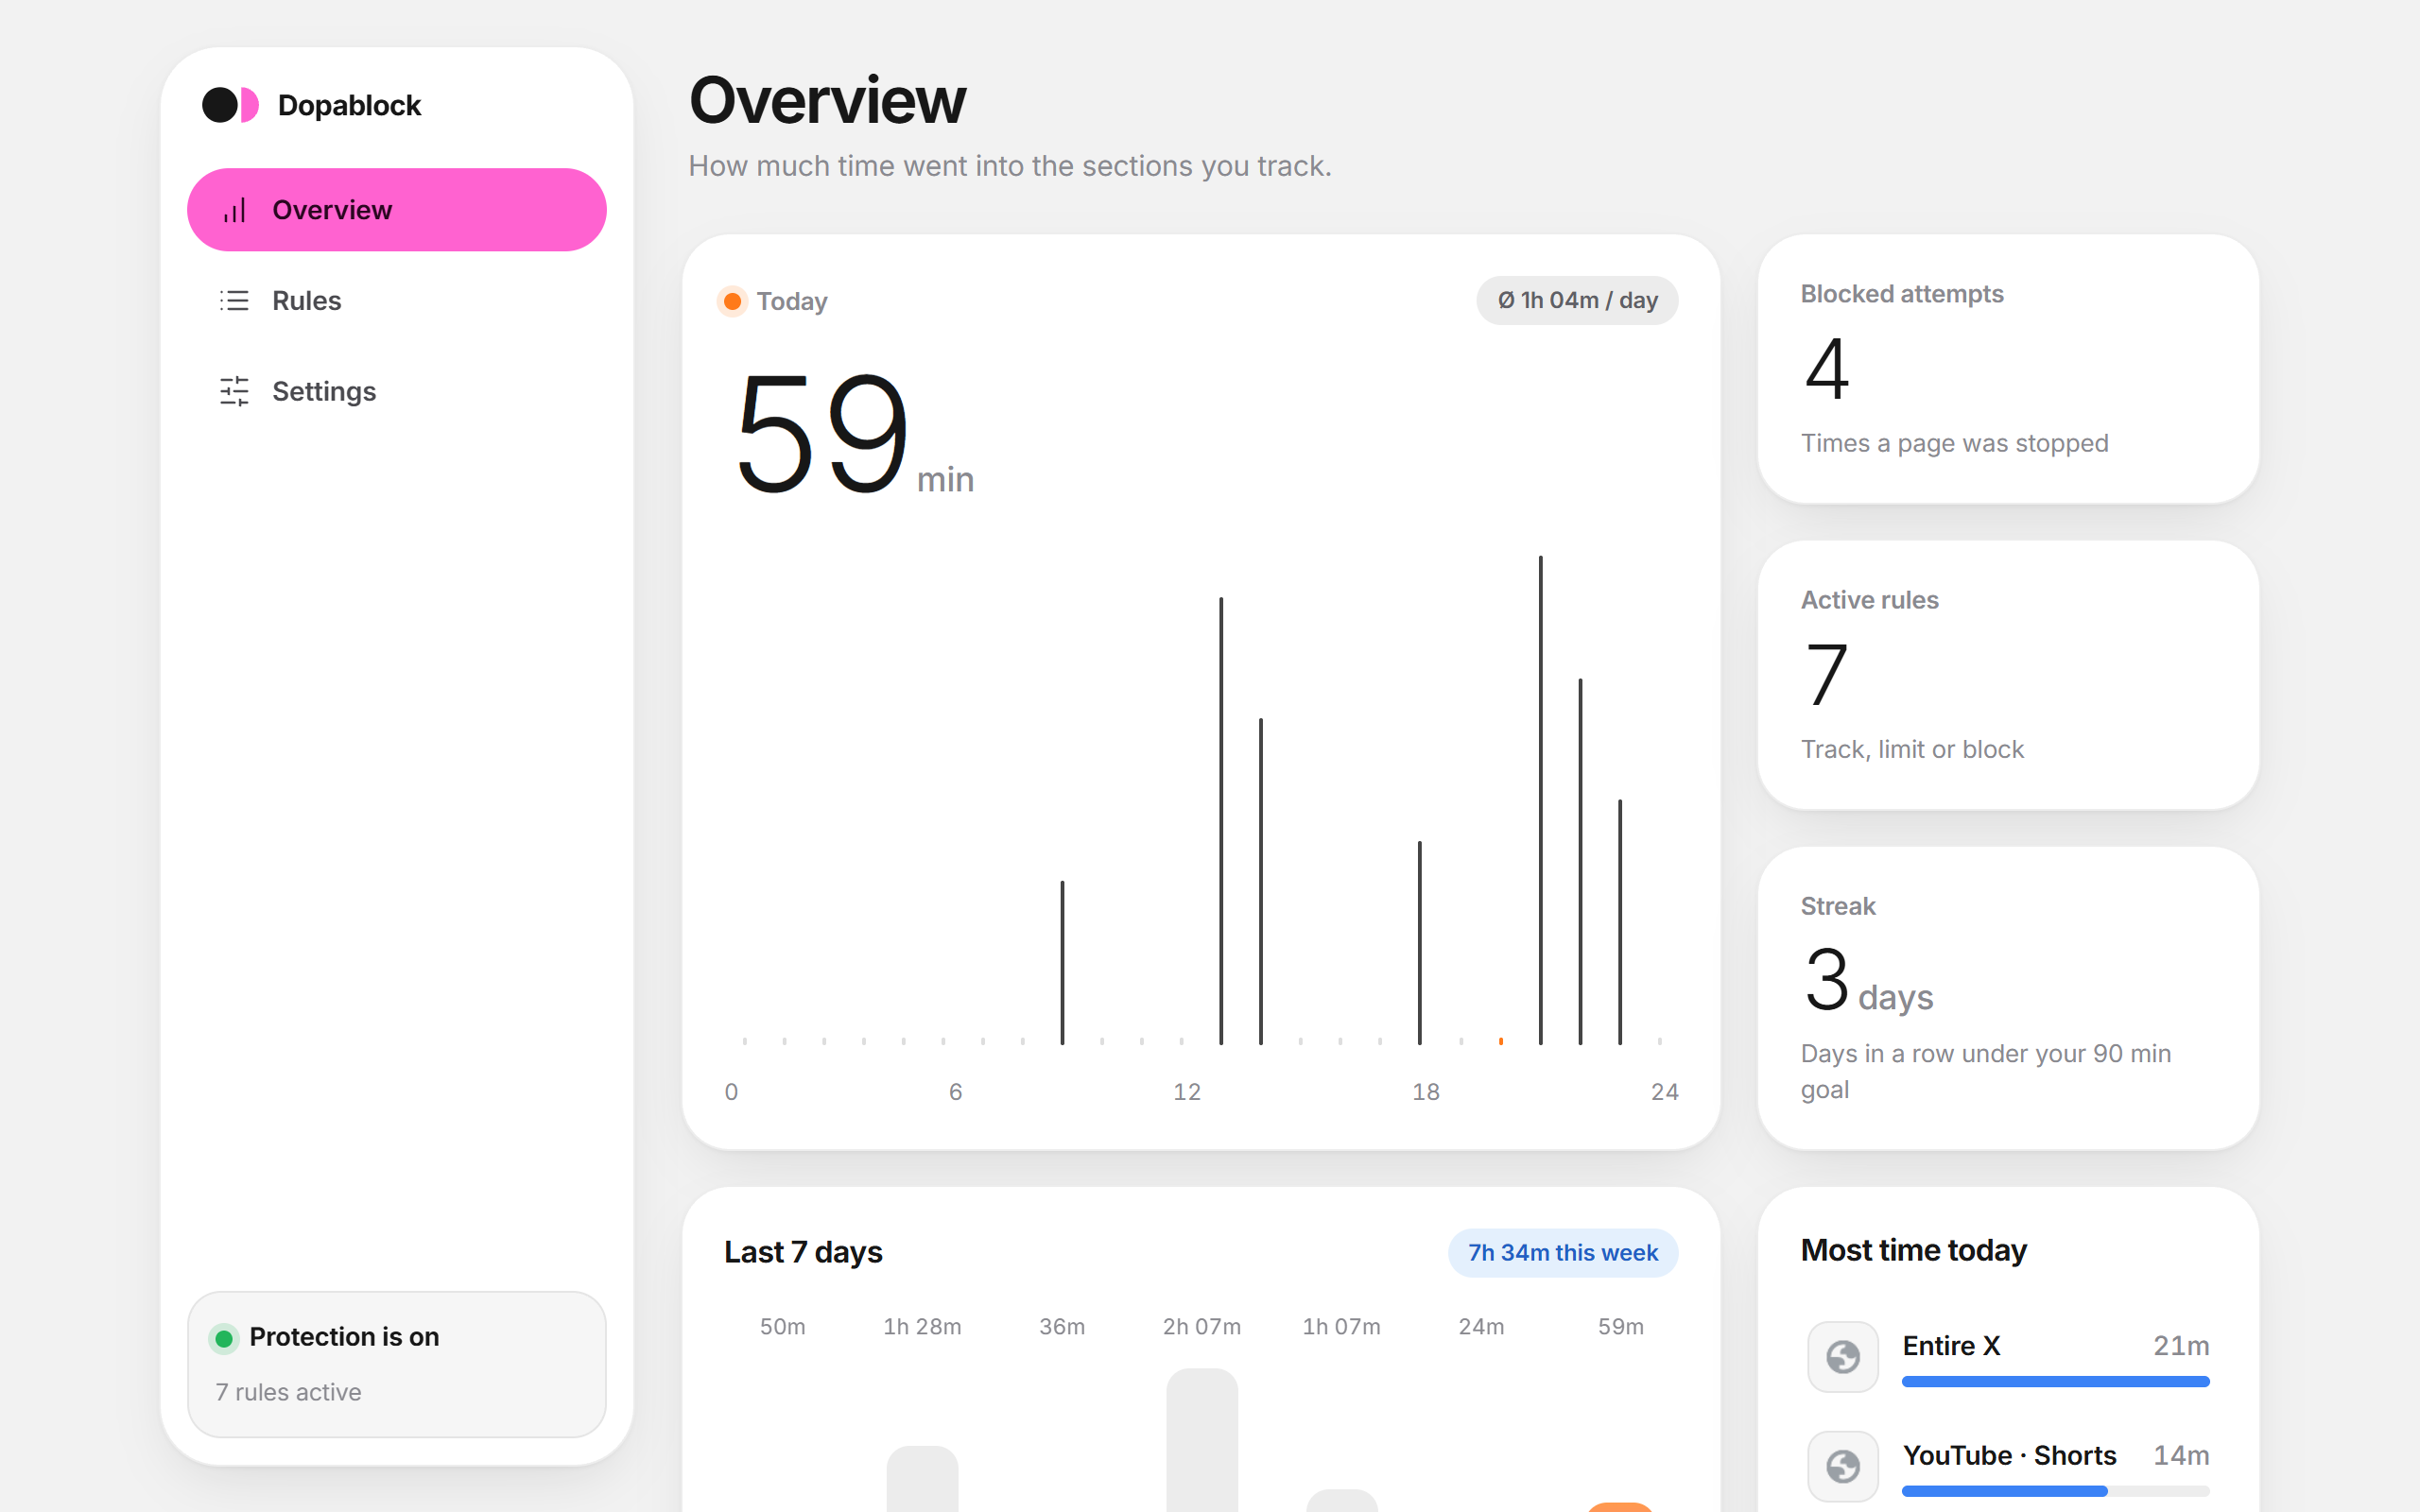 Dopablock
Overview
Rules
Settings
Protection is on
7 rules active
Overview
How much time went into the sections you track.
Today
Ø 1h 04m / day
59 min
0 6 12 18 24
Blocked attempts
4
Times a page was stopped
Active rules
7
Track, limit or block
Streak
3 days
Days in a row under your 90 min
goal
Last 7 days
7h 34m this week
50m 1h 28m 36m 2h 07m 1h 07m 24m 59m
Most time today
Entire X 21m
YouTube · Shorts 14m